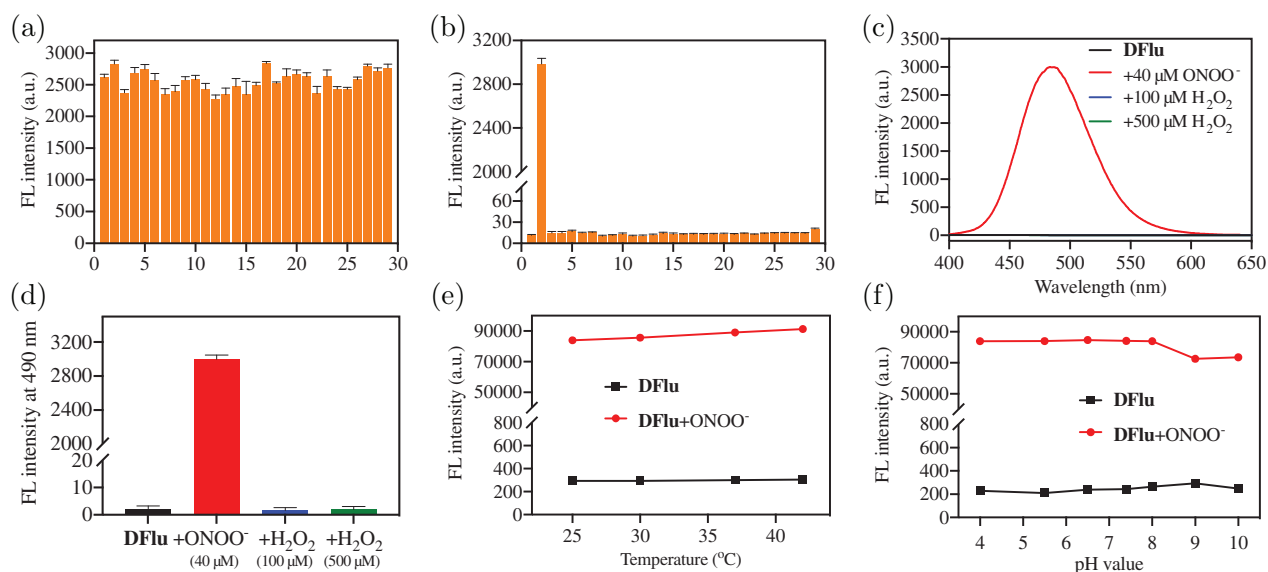 (a)
FL intensity (a.u.)
3000
2500
2000
1500
1000
500
0
0 5 10 15 20 25 30
(b)
FL intensity (a.u.)
3200
2800
2400
2000
60
30
0
0 5 10 15 20 25 30
(c)
FL intensity (a.u.)
3500
3000
2500
2000
1500
1000
500
0
DFlu
+40 μM ONOO⁻
+100 μM H₂O₂
+500 μM H₂O₂
400 450 500 550 600 650
Wavelength (nm)
(d)
FL intensity at 490 nm
3200
2800
2400
2000
20
10
0
DFlu +ONOO⁻ +H₂O₂ +H₂O₂
(40 μM) (100 μM) (500 μM)
(e)
FL intensity (a.u.)
90000
70000
50000
800
600
400
200
0
DFlu
DFlu+ONOO⁻
25 30 35 40
Temperature (°C)
(f)
FL intensity (a.u.)
90000
70000
50000
800
600
400
200
0
DFlu
DFlu+ONOO⁻
4 5 6 7 8 9 10
pH value